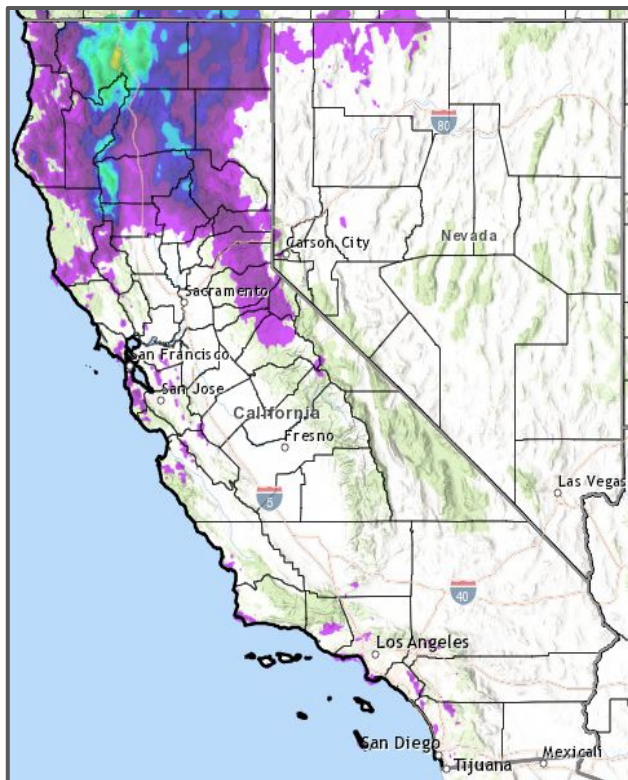 80
Nevada
Carson City
Sacramento
San Francisco
San Jose
California
Fresno
Las Vegas
5
40
Los Angeles
San Diego
Tijuana
Mexicali